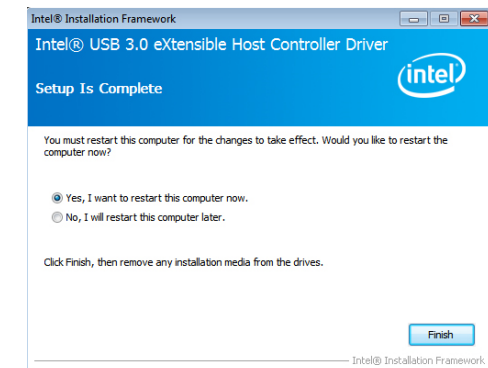 Intel® Installation Framework
Intel® USB 3.0 eXtensible Host Controller Driver
Setup Is Complete
intel®
You must restart this computer for the changes to take effect. Would you like to restart the
computer now?
Yes, I want to restart this computer now.
No, I will restart this computer later.
Click Finish, then remove any installation media from the drives.
Finish
Intel® Installation Framework